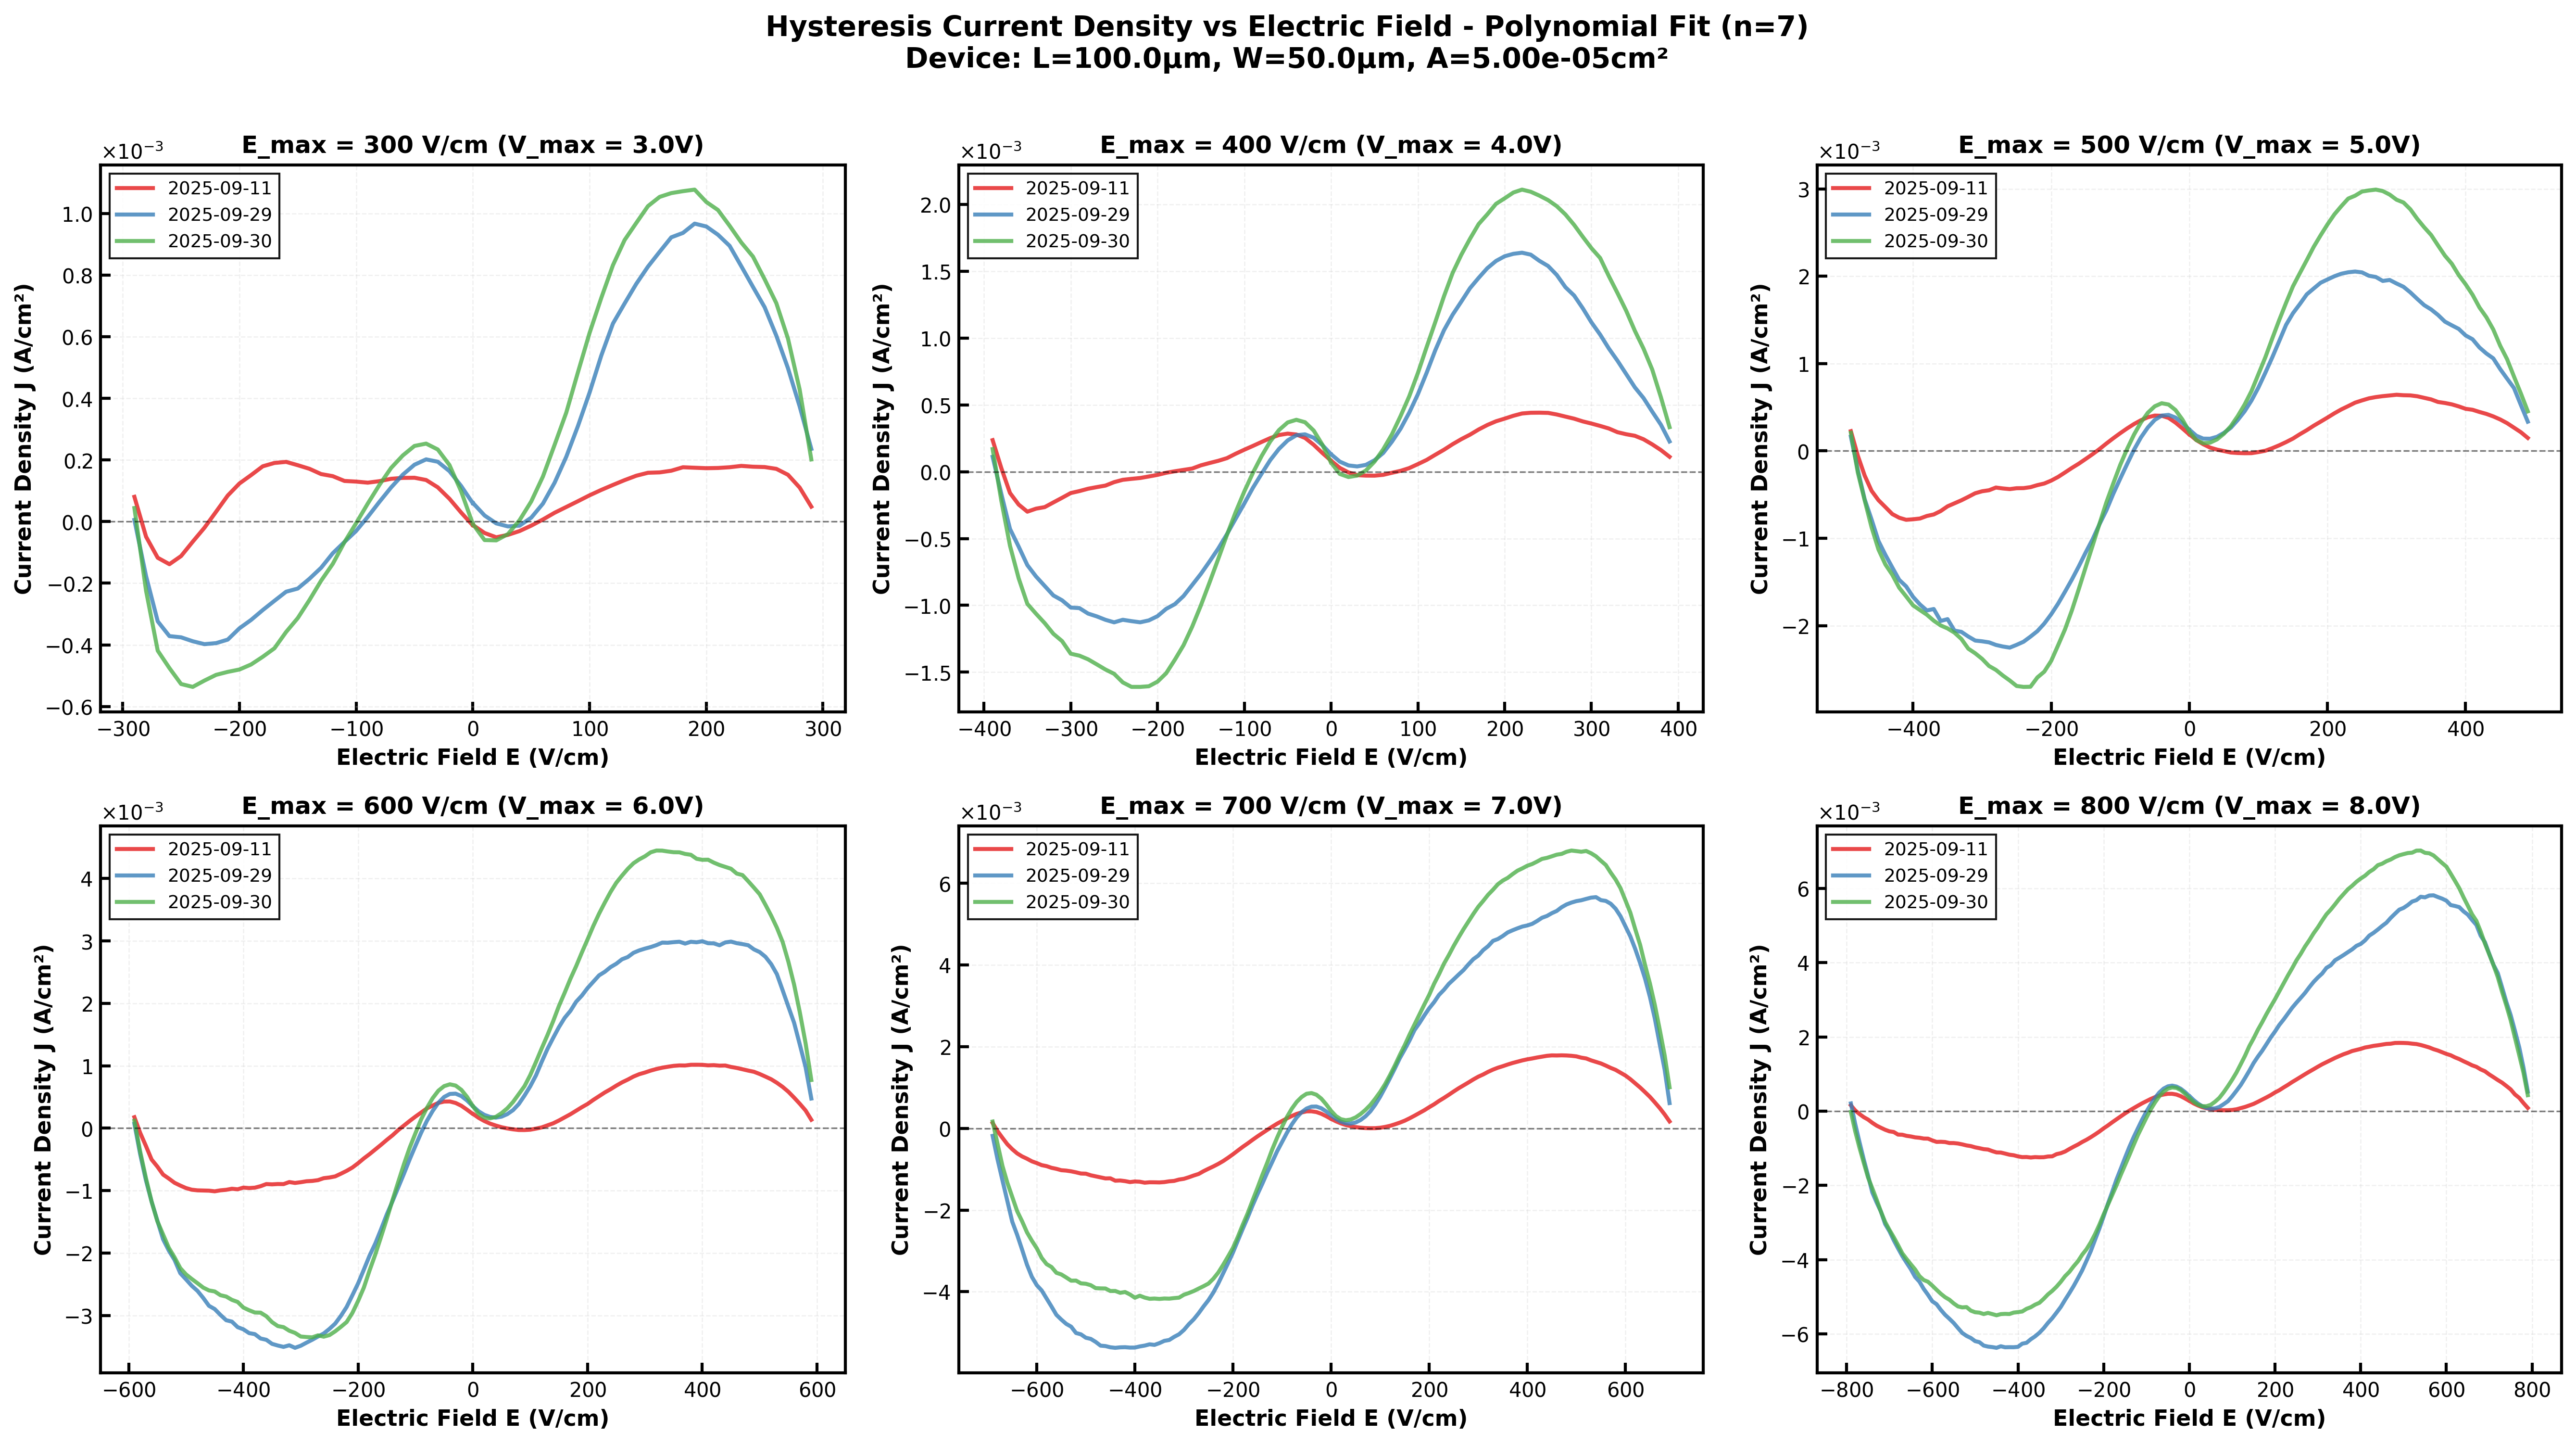 Hysteresis Current Density vs Electric Field - Polynomial Fit (n=7)
Device: L=100.0μm, W=50.0μm, A=5.00e-05cm²
E_max = 300 V/cm (V_max = 3.0V)
×10⁻³
2025-09-11
2025-09-29
2025-09-30
1.0
0.8
0.6
0.4
0.2
0.0
−0.2
−0.4
−0.6
Current Density J (A/cm²)
−300 −200 −100 0 100 200 300
Electric Field E (V/cm)
E_max = 400 V/cm (V_max = 4.0V)
×10⁻³
2025-09-11
2025-09-29
2025-09-30
2.0
1.5
1.0
0.5
0.0
−0.5
−1.0
−1.5
Current Density J (A/cm²)
−400 −300 −200 −100 0 100 200 300 400
Electric Field E (V/cm)
E_max = 500 V/cm (V_max = 5.0V)
×10⁻³
2025-09-11
2025-09-29
2025-09-30
3
2
1
0
−1
−2
Current Density J (A/cm²)
−400 −200 0 200 400
Electric Field E (V/cm)
E_max = 600 V/cm (V_max = 6.0V)
×10⁻³
2025-09-11
2025-09-29
2025-09-30
4
3
2
1
0
−1
−2
−3
Current Density J (A/cm²)
−600 −400 −200 0 200 400 600
Electric Field E (V/cm)
E_max = 700 V/cm (V_max = 7.0V)
×10⁻³
2025-09-11
2025-09-29
2025-09-30
6
4
2
0
−2
−4
Current Density J (A/cm²)
−600 −400 −200 0 200 400 600
Electric Field E (V/cm)
E_max = 800 V/cm (V_max = 8.0V)
×10⁻³
2025-09-11
2025-09-29
2025-09-30
6
4
2
0
−2
−4
−6
Current Density J (A/cm²)
−800 −600 −400 −200 0 200 400 600 800
Electric Field E (V/cm)